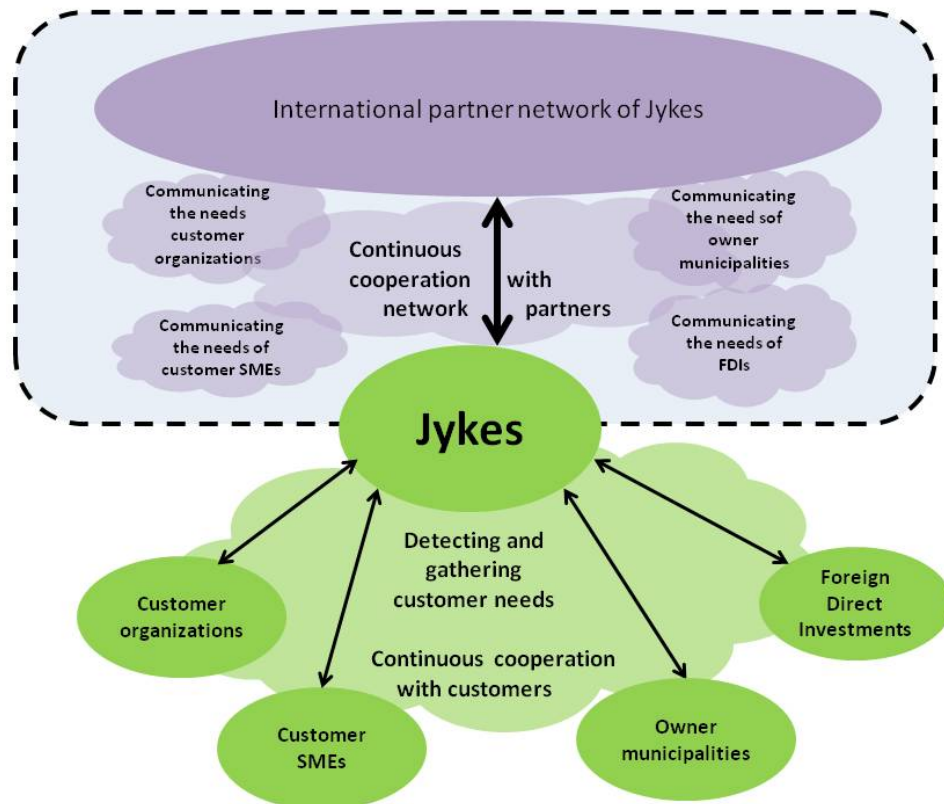 International partner network of Jykes
Communicating
the needs
customer
organizations
Communicating
the need sof
owner
municipalities
Continuous
cooperation
network
with
partners
Communicating
the needs of
customer SMEs
Communicating
the needs of
FDIs
Jykes
Detecting and
gathering
customer needs
Continuous cooperation
with customers
Customer
organizations
Foreign
Direct
Investments
Customer
SMEs
Owner
municipalities